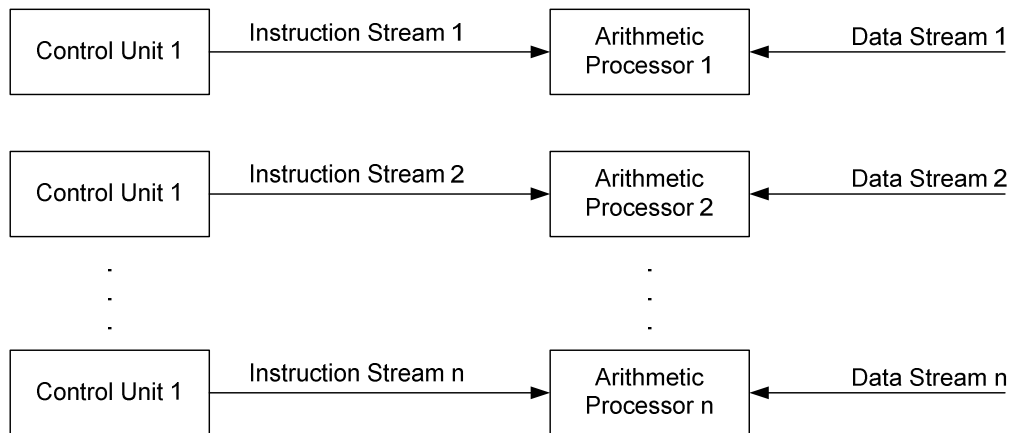 Control Unit 1
Instruction Stream 1
Arithmetic
Processor 1
Data Stream 1
Control Unit 1
Instruction Stream 2
Arithmetic
Processor 2
Data Stream 2
Control Unit 1
Instruction Stream n
Arithmetic
Processor n
Data Stream n